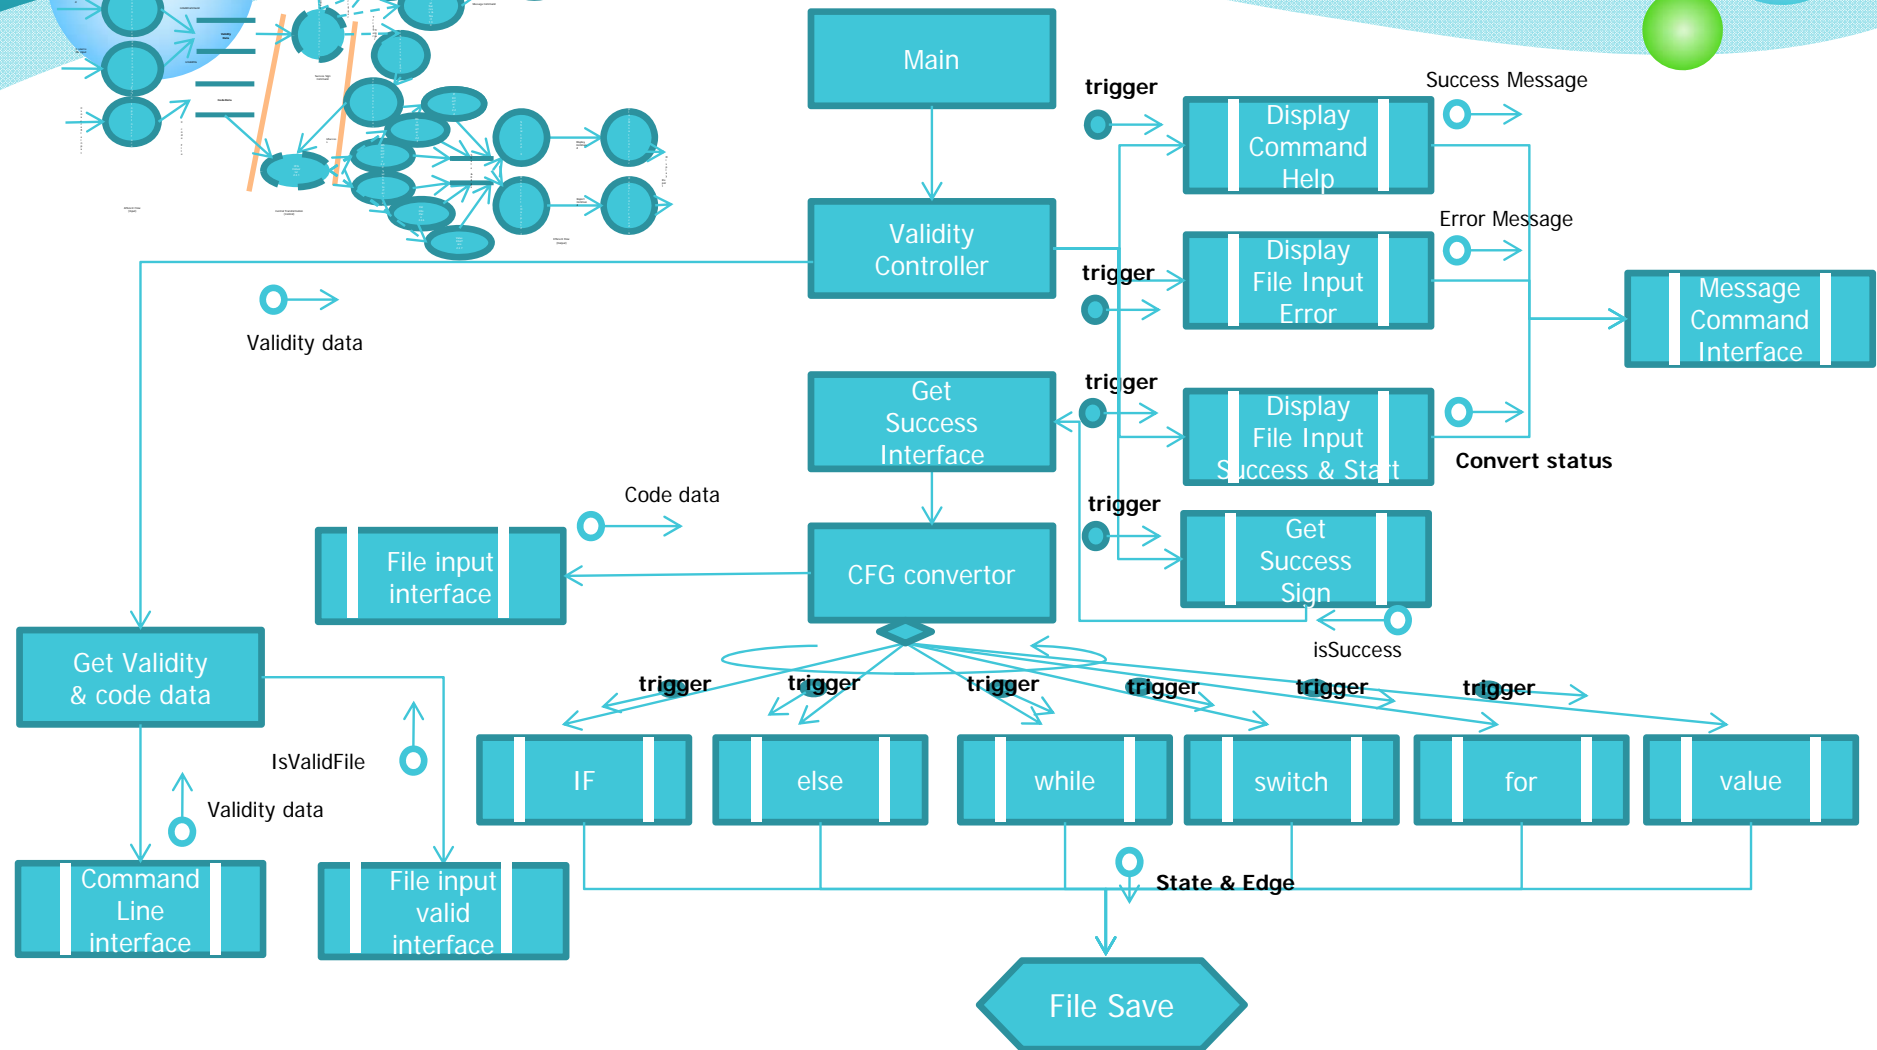 Main
trigger
Success Message
Display
Command
Help
Validity
Controller
trigger
Error Message
Display
File Input
Error
Message
Command
Interface
Validity data
Get
Success
Interface
trigger
Display
File Input
Success & Start
Convert status
Code data
trigger
Get
Success
Sign
File input
interface
CFG convertor
isSuccess
Get Validity
& code data
trigger
trigger
trigger
trigger
trigger
trigger
IsValidFile
Validity data
IF
else
while
switch
for
value
Command
Line
interface
File input
valid
interface
State & Edge
File Save